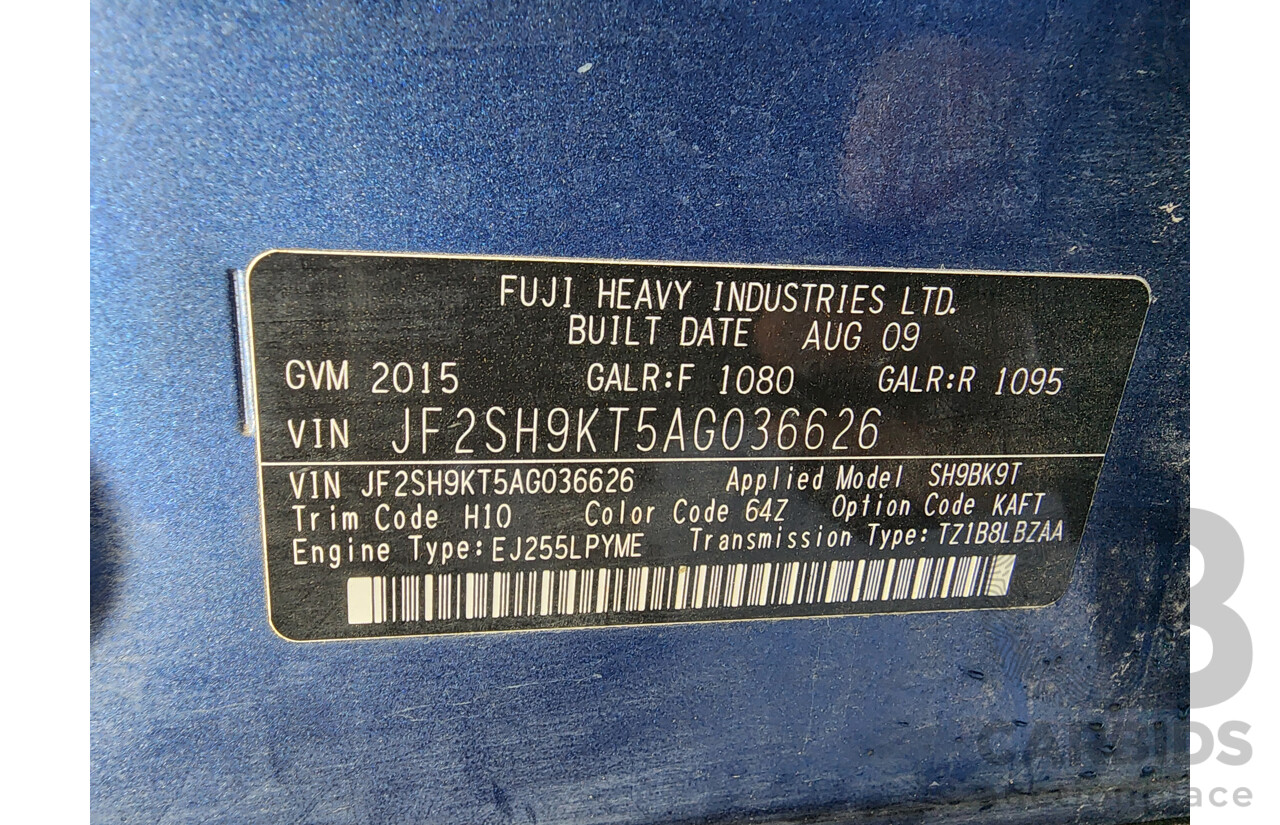 FUJI HEAVY INDUSTRIES LTD.
BUILT DATE AUG 09
GVM 2015 GALR:F 1080 GALR:R 1095
VIN JF2SH9KT5AG036626
VIN JF2SH9KT5AG036626 Applied Model SH9BK9T
Trim Code H10 Color Code 64Z Option Code KAFT
Engine Type:EJ255LPYME Transmission Type:TZ1B8LBZAA
CARBIDS